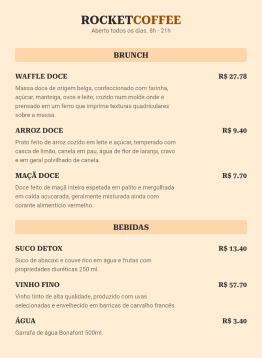 ROCKETCOFFEE
Aberto todos os dias, 8h - 21h
BRUNCH
WAFFLE DOCE R$ 27.78
Massa doce de origem belga, confeccionado com farinha,
açúcar, manteiga, ovos e leite, cozido num molde onde é
prensado em um ferro que imprime texturas quadriculares
sobre a massa.
ARROZ DOCE R$ 9.40
Prato feito de arroz cozido em leite e açúcar, temperado com
casca de limão, canela em pau, água de flor de laranja, cravo
e em geral polvilhado de canela.
MAÇÃ DOCE R$ 7.70
Doce feito de maçã inteira espetada em palito e mergulhada
em calda açucarada, geralmente misturada ainda com
corante alimentício vermelho.
BEBIDAS
SUCO DETOX R$ 13.40
Suco de abacaxi e couve rico em água e frutas com
propriedades diuréticas 250 ml.
VINHO FINO R$ 57.70
Vinho tinto de alta qualidade, produzido com uvas
selecionadas e envelhecido em barricas de carvalho francês.
ÁGUA R$ 3.40
Garrafa de água Bonafont 500ml.